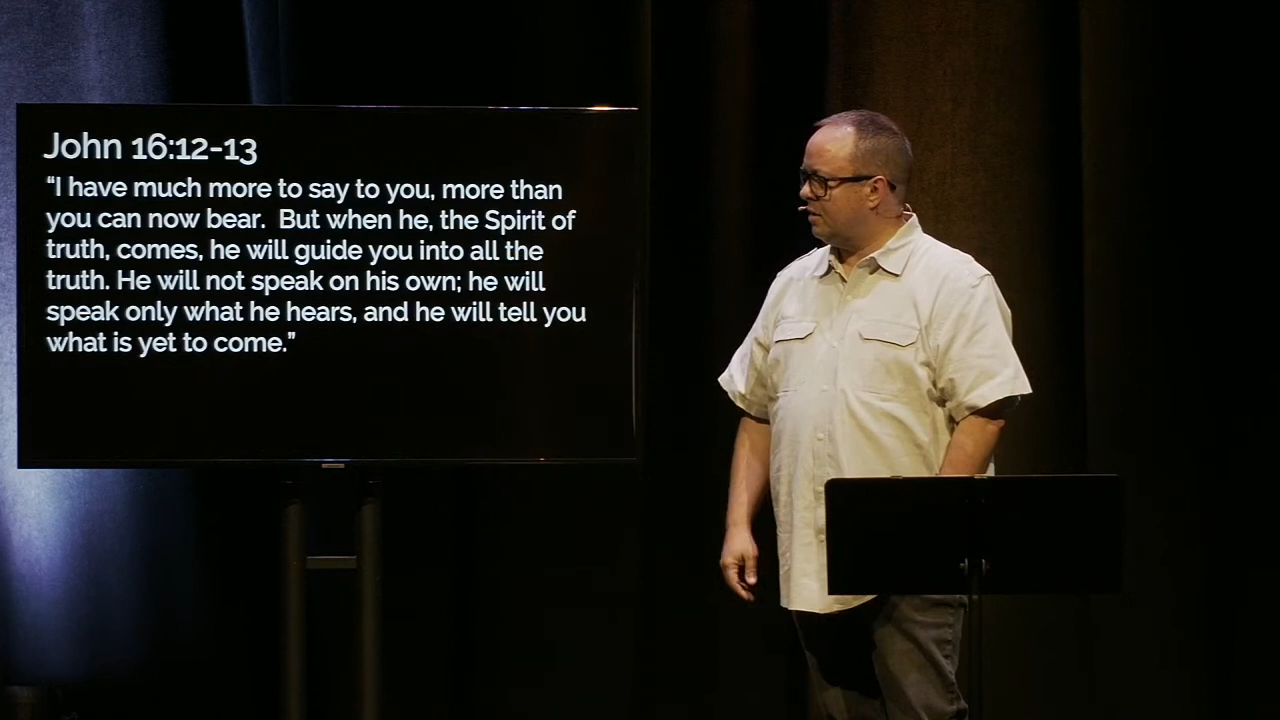 John 16:12-13
“I have much more to say to you, more than
you can now bear.  But when he, the Spirit of
truth, comes, he will guide you into all the
truth. He will not speak on his own; he will
speak only what he hears, and he will tell you
what is yet to come.”